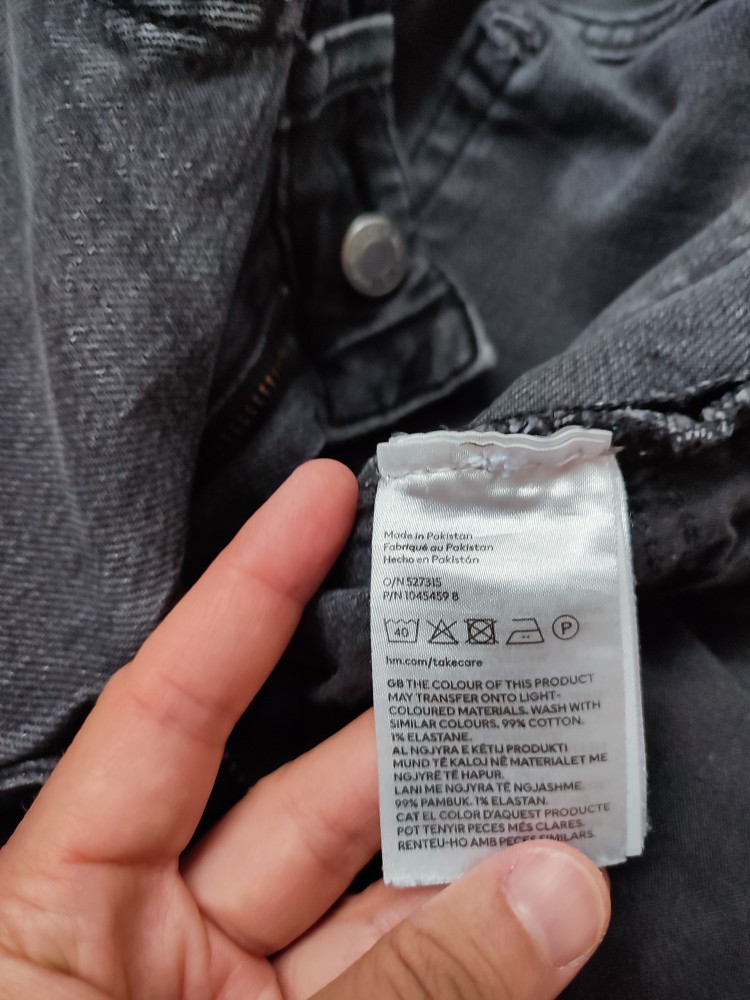 Made in Pakistan
Fabriqué au Pakistan
Hecho en Pakistán
O/N 527315
P/N 1045459 8
40 P
hm.com/takecare
GB THE COLOUR OF THIS PRODUCT
MAY TRANSFER ONTO LIGHT-
COLOURED MATERIALS. WASH WITH
SIMILAR COLOURS. 99% COTTON.
1% ELASTANE.
AL NGJYRA E KËTIJ PRODUKTI
MUND TË KALOJ NË MATERIALET ME
NGJYRË TË HAPUR.
LANI ME NGJYRA TË NGJASHME.
99% PAMBUK. 1% ELASTAN.
CAT EL COLOR D'AQUEST PRODUCTE
POT TENYIR PECES MÉS CLARES.
RENTEU-HO AMB PECES SIMILARS.